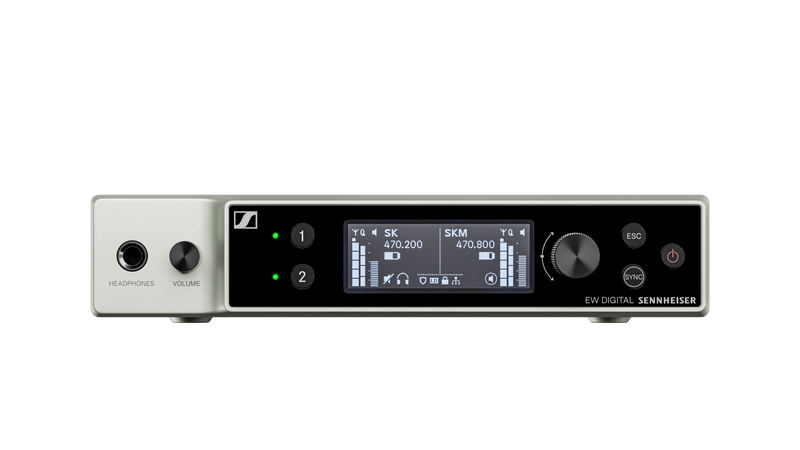 HEADPHONES
VOLUME
1
2
SK
470.200
SKM
470.800
ESC
SYNC
EW DIGITAL SENNHEISER